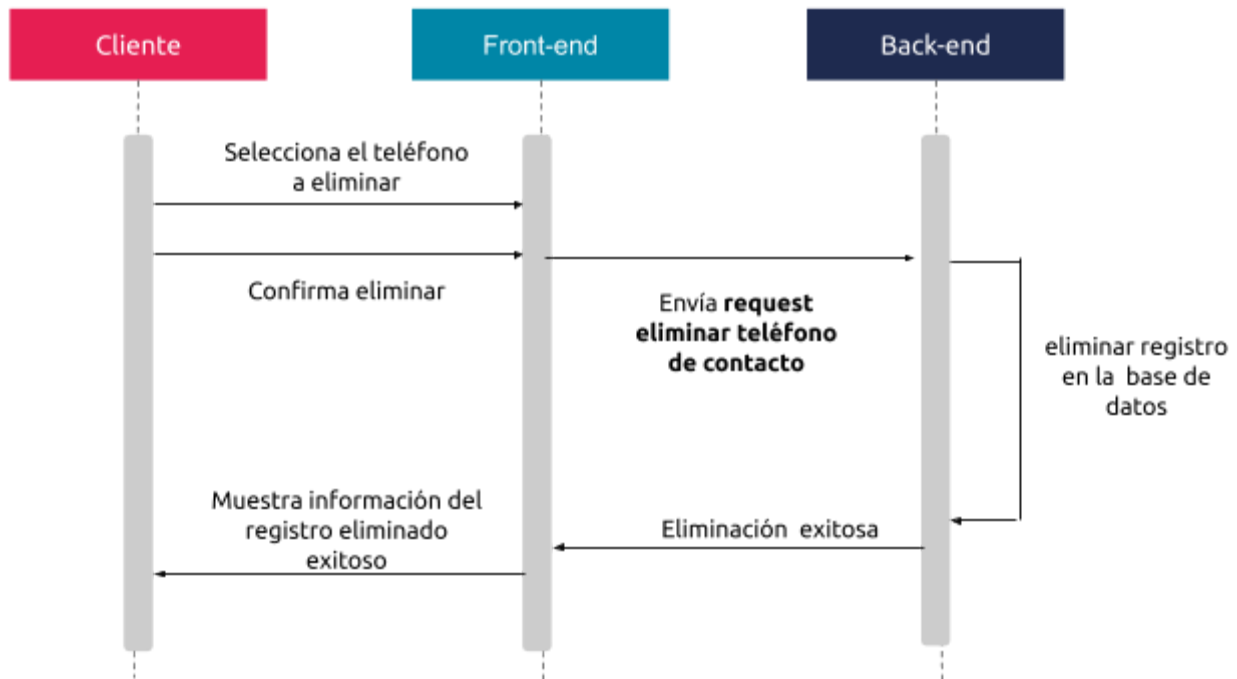 Cliente
Front-end
Back-end
Selecciona el teléfono
a eliminar
Confirma eliminar
Envía request
eliminar teléfono
de contacto
eliminar registro
en la base de
datos
Eliminación exitosa
Muestra información del
registro eliminado
exitoso